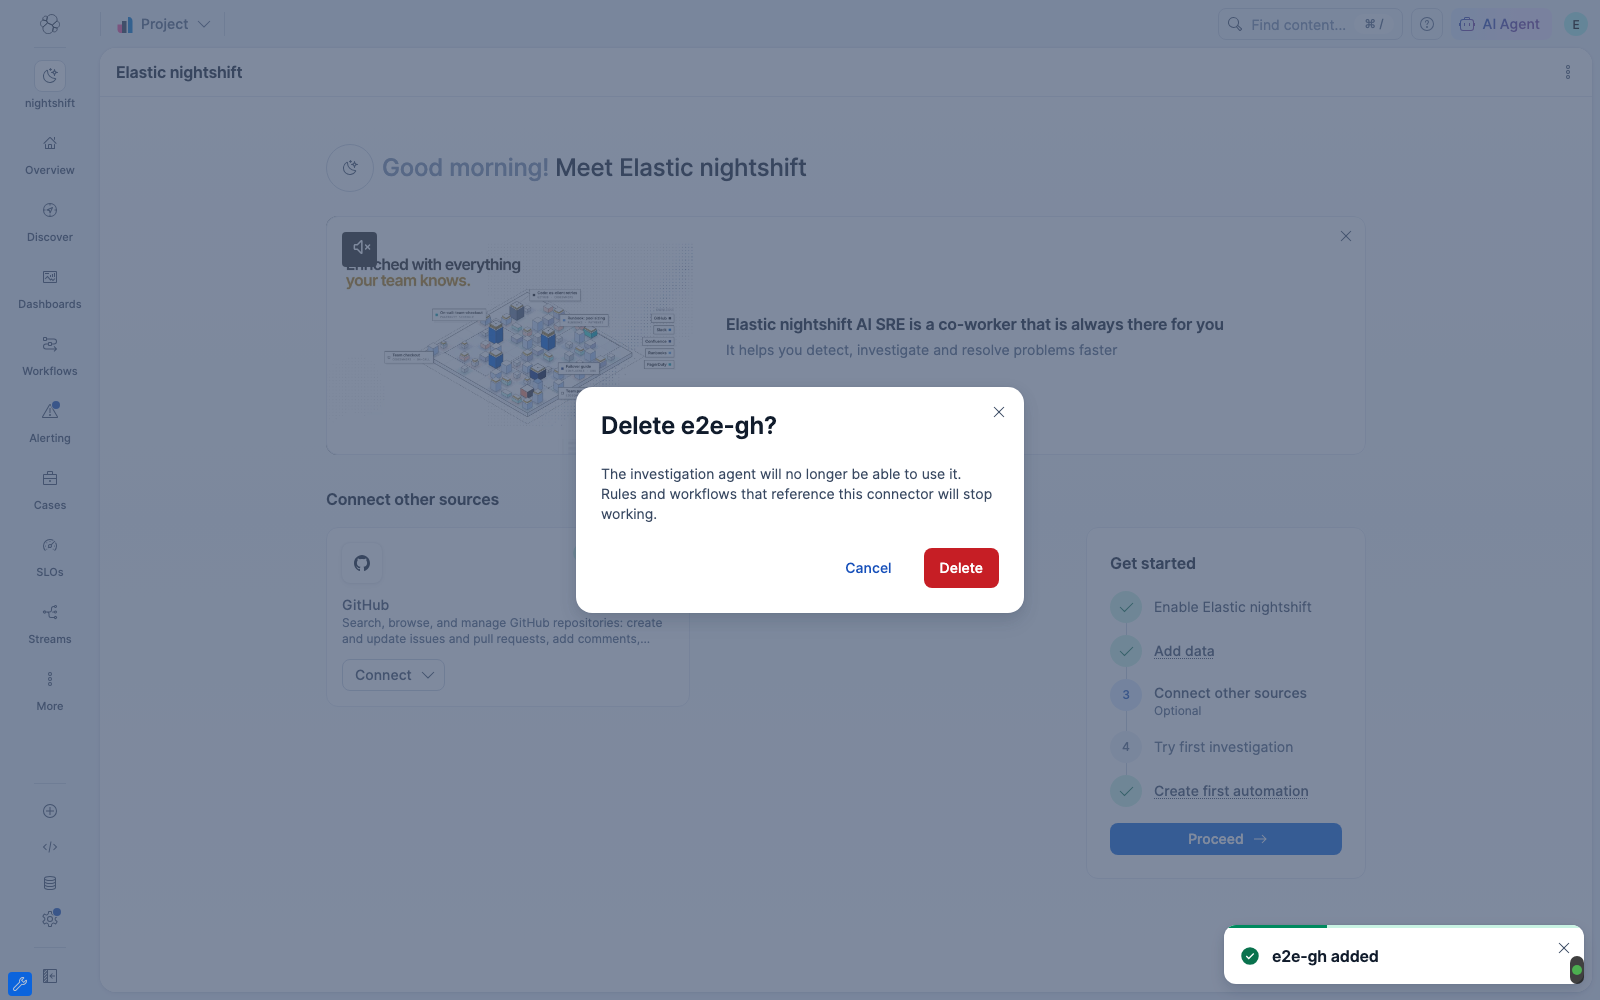 Project
Find content...
⌘ /
AI Agent
E
Elastic nightshift
nightshift
Overview
Discover
Dashboards
Workflows
Alerting
Cases
SLOs
Streams
More
Good morning! Meet Elastic nightshift
Enriched with everything
your team knows.
Elastic nightshift AI SRE is a co-worker that is always there for you
It helps you detect, investigate and resolve problems faster
Delete e2e-gh?
The investigation agent will no longer be able to use it.
Rules and workflows that reference this connector will stop
working.
Cancel
Delete
Connect other sources
GitHub
Search, browse, and manage GitHub repositories: create
and update issues and pull requests, add comments,...
Connect
Get started
Enable Elastic nightshift
Add data
3
Connect other sources
Optional
4
Try first investigation
Create first automation
Proceed
e2e-gh added